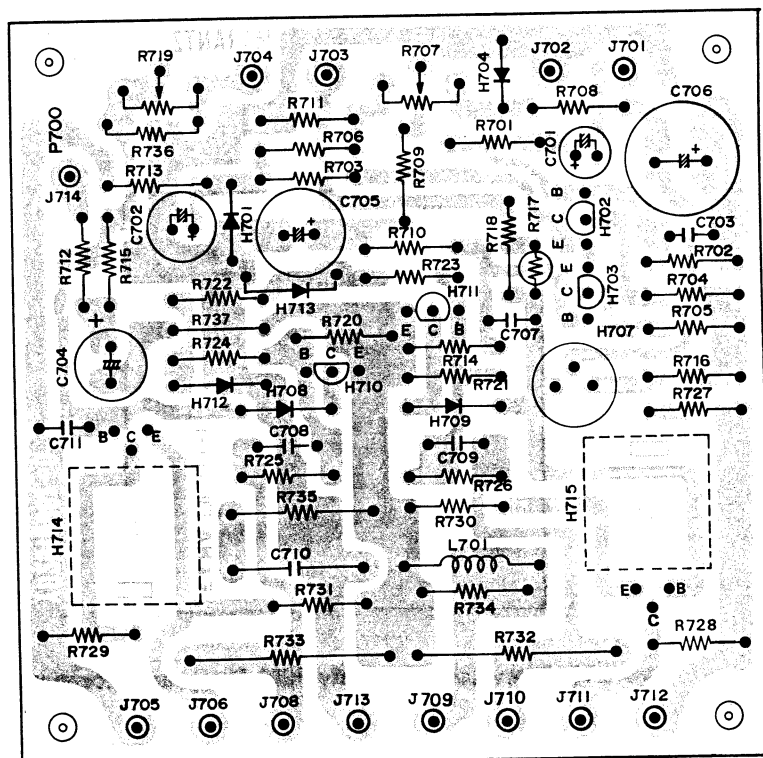 R719
J704
J703
R707
H704
J702
J701
R711
R708
C706
P700
R736
R706
R701
C701
R713
R703
R709
J714
C702
H701
C705
B
C
E
H702
R718
R717
C703
R712
R715
R710
R702
R722
H713
R723
H711
E
C
B
H703
R704
R737
R720
E
C
B
C707
H707
R705
C704
R724
B
C
E
H710
R714
R721
R716
H712
H708
H709
R727
C711
B
C
E
C708
C709
R725
R726
H714
R735
R730
H715
C710
L701
R731
R734
E
B
C
R729
R733
R732
R728
J705
J706
J708
J713
J709
J710
J711
J712